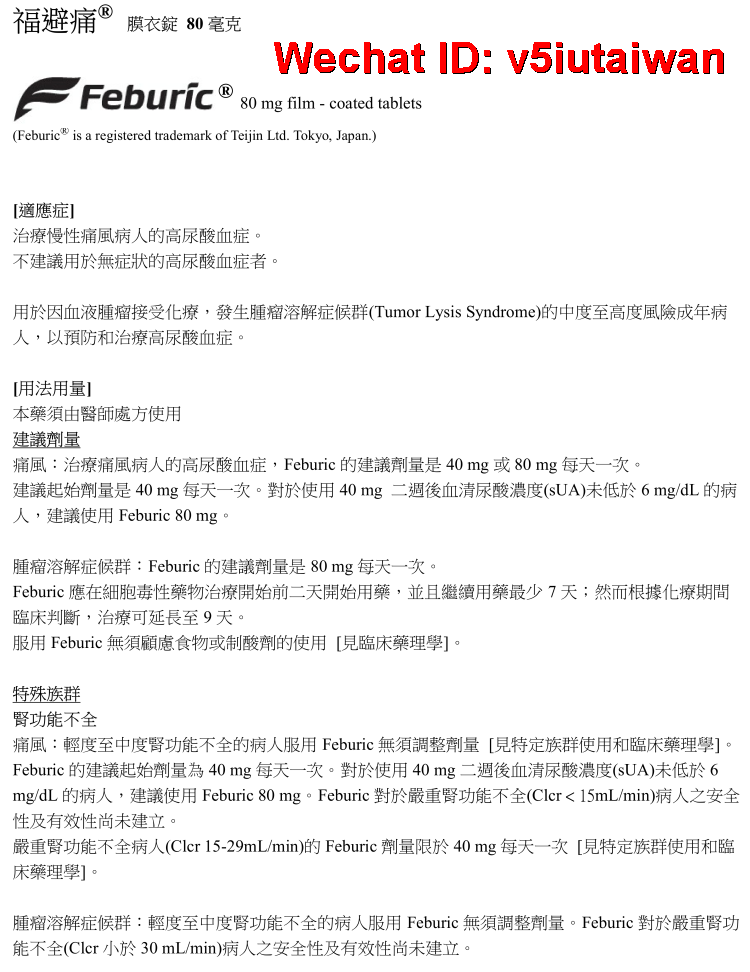 福避痛® 膜衣錠 80 毫克
Wechat ID: v5iutaiwan
Feburic® 80 mg film - coated tablets
(Feburic® is a registered trademark of Teijin Ltd. Tokyo, Japan.)
[適應症]
治療慢性痛風病人的高尿酸血症。
不建議用於無症狀的高尿酸血症者。
用於因血液腫瘤接受化療，發生腫瘤溶解症候群(Tumor Lysis Syndrome)的中度至高度風險成年病
人，以預防和治療高尿酸血症。
[用法用量]
本藥須由醫師處方使用
建議劑量
痛風：治療痛風病人的高尿酸血症，Feburic 的建議劑量是 40 mg 或 80 mg 每天一次。
建議起始劑量是 40 mg 每天一次。對於使用 40 mg 二週後血清尿酸濃度(sUA)未低於 6 mg/dL 的病
人，建議使用 Feburic 80 mg。
腫瘤溶解症候群：Feburic 的建議劑量是 80 mg 每天一次。
Feburic 應在細胞毒性藥物治療開始前二天開始用藥，並且繼續用藥最少 7 天；然而根據化療期間
臨床判斷，治療可延長至 9 天。
服用 Feburic 無須顧慮食物或制酸劑的使用 [見臨床藥理學]。
特殊族群
腎功能不全
痛風：輕度至中度腎功能不全的病人服用 Feburic 無須調整劑量 [見特定族群使用和臨床藥理學]。
Feburic 的建議起始劑量為 40 mg 每天一次。對於使用 40 mg 二週後血清尿酸濃度(sUA)未低於 6
mg/dL 的病人，建議使用 Feburic 80 mg。Feburic 對於嚴重腎功能不全(Clcr < 15mL/min)病人之安全
性及有效性尚未建立。
嚴重腎功能不全病人(Clcr 15-29mL/min)的 Feburic 劑量限於 40 mg 每天一次 [見特定族群使用和臨
床藥理學]。
腫瘤溶解症候群：輕度至中度腎功能不全的病人服用 Feburic 無須調整劑量。Feburic 對於嚴重腎功
能不全(Clcr 小於 30 mL/min)病人之安全性及有效性尚未建立。